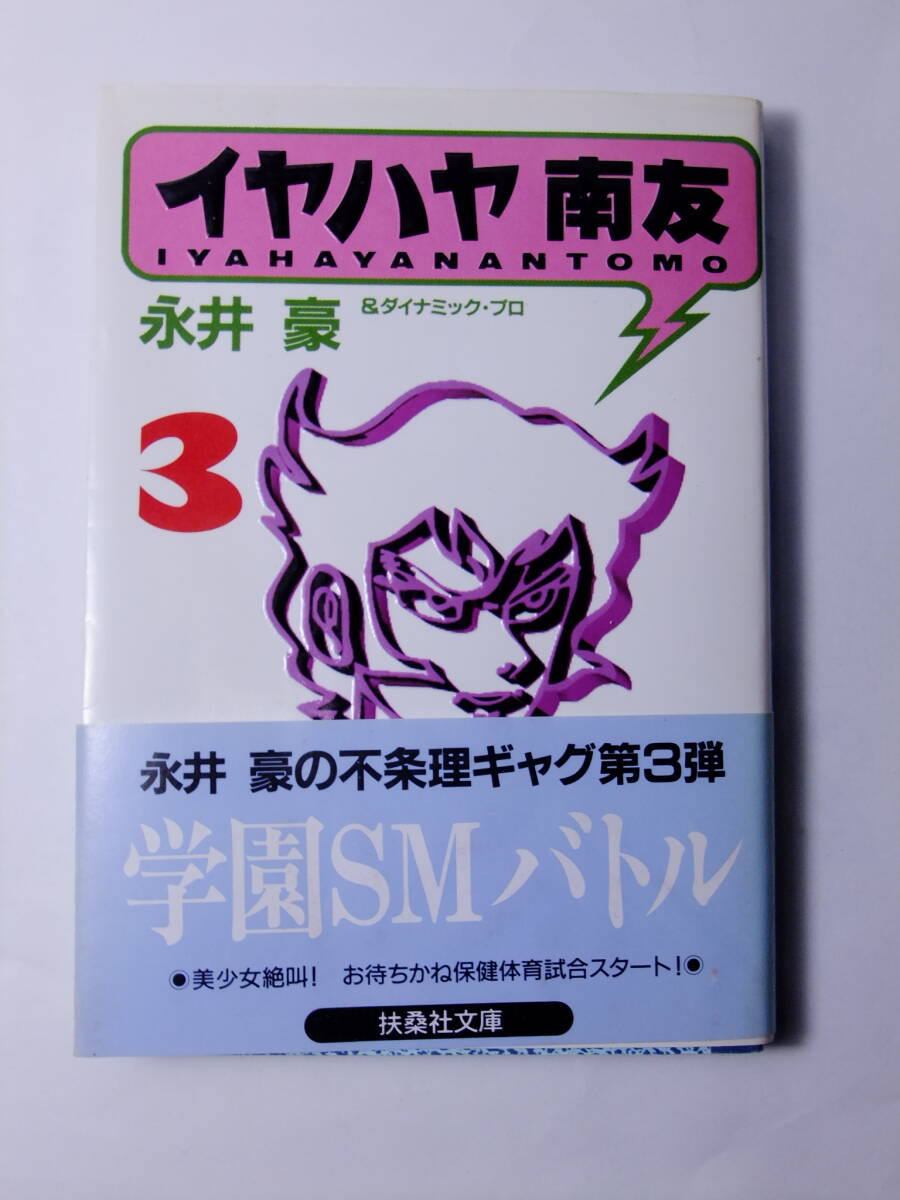 イヤハヤ 南友
IYAHAYANANTOMO
永井 豪 &ダイナミック・プロ
3
永井 豪の不条理ギャグ第3弾
学園SMバトル
◉美少女絶叫! お待ちかね保健体育試合スタート!◉
扶桑社文庫